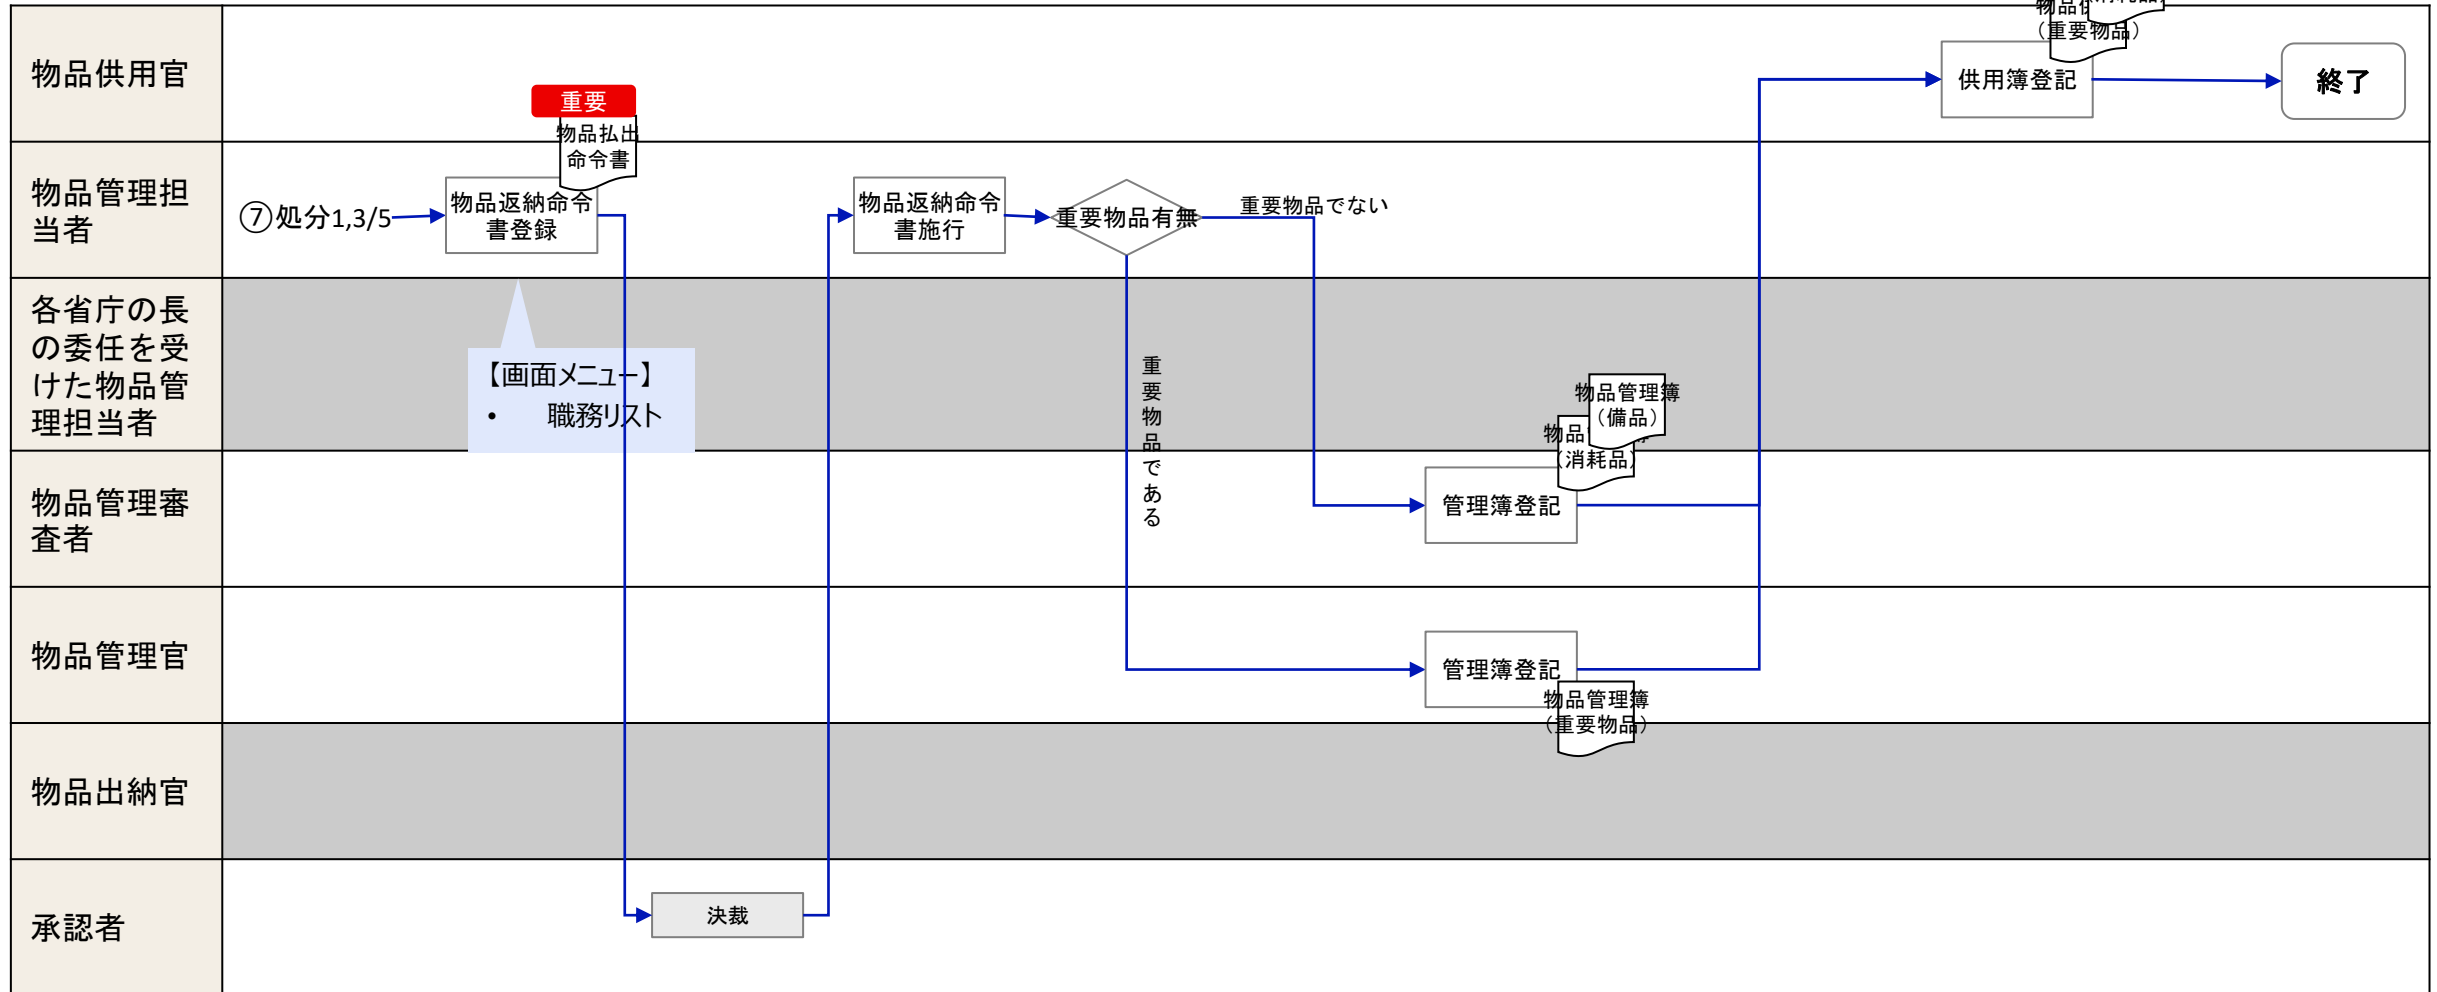 物品供用官
物品
（重要物品）
供用簿登記
終了
重要
物品払出
命令書
物品管理担
当者
⑦処分1,3/5
物品返納命令
書登録
物品返納命令
書施行
重要物品有無
重要物品でない
各省庁の長
の委任を受
けた物品管
理担当者
【画面メニュー】
• 職務リスト
重要物品である
物品管理簿
（備品）
物品
（消耗品）
物品管理審
査者
管理簿登記
物品管理官
管理簿登記
物品管理簿
（重要物品）
物品出納官
承認者
決裁